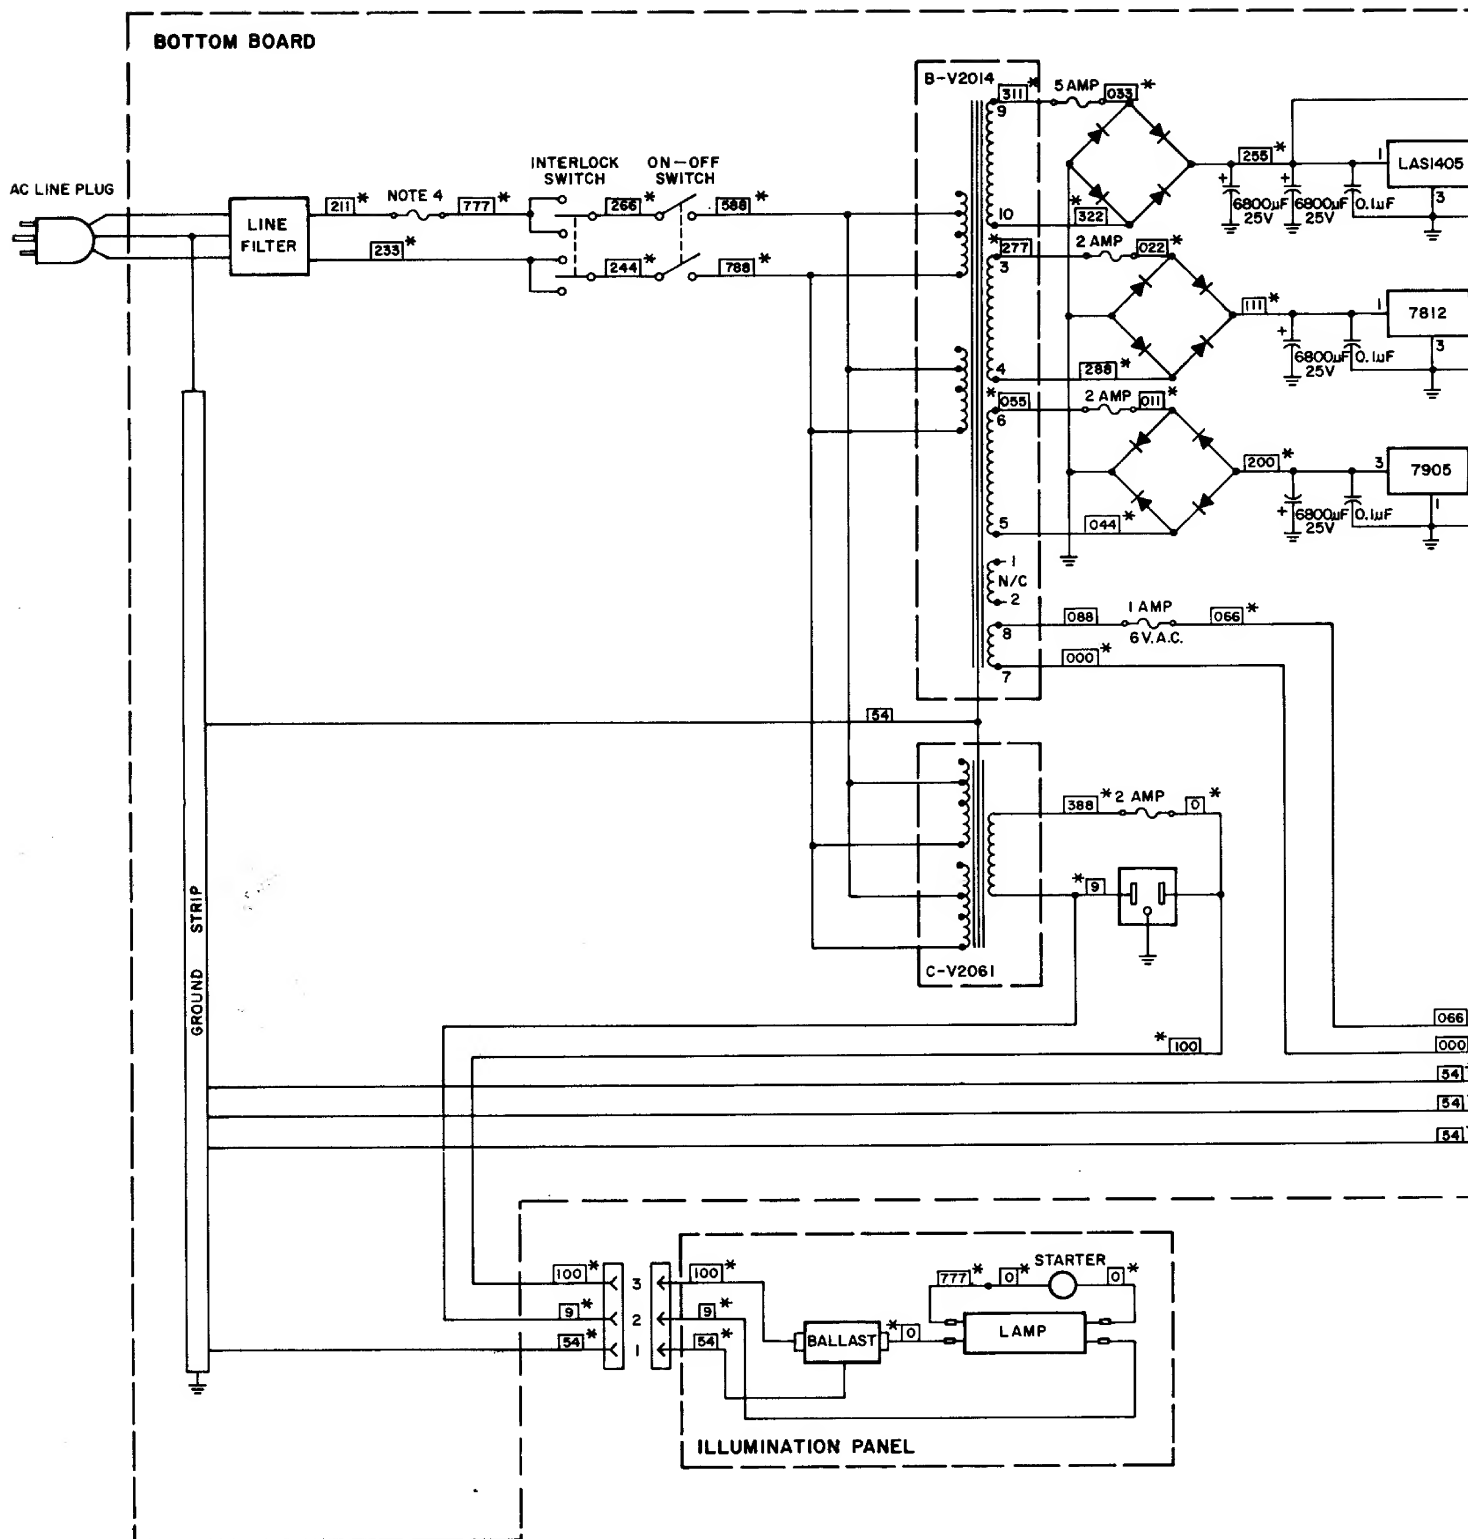 BOTTOM BOARD
B-V2014
311 *
9
5 AMP
033 *
AC LINE PLUG
LINE
FILTER
211 *
NOTE 4
777 *
INTERLOCK
SWITCH
266 *
ON-OFF
SWITCH
588 *
233 *
244 *
788 *
10
* 322
255 *
+
6800µF
25V
+
6800µF
25V
0.1µF
1
LAS1405
3
* 277
3
2 AMP
022 *
4
288 *
111 *
+
6800µF
25V
0.1µF
1
7812
3
* 055
6
2 AMP
011 *
5
044 *
200 *
+
6800µF
25V
0.1µF
3
7905
1
1
N/C
2
8
088
1 AMP
6 V.A.C.
066 *
000 *
7
54
388 *
2 AMP
0 *
* 9
C-V2061
GROUND STRIP
* 100
066
000
54
54
54
100 *
3
100 *
9 *
2
9 *
54 *
1
54 *
BALLAST
* 0
777 *
0 *
STARTER
0 *
LAMP
ILLUMINATION PANEL